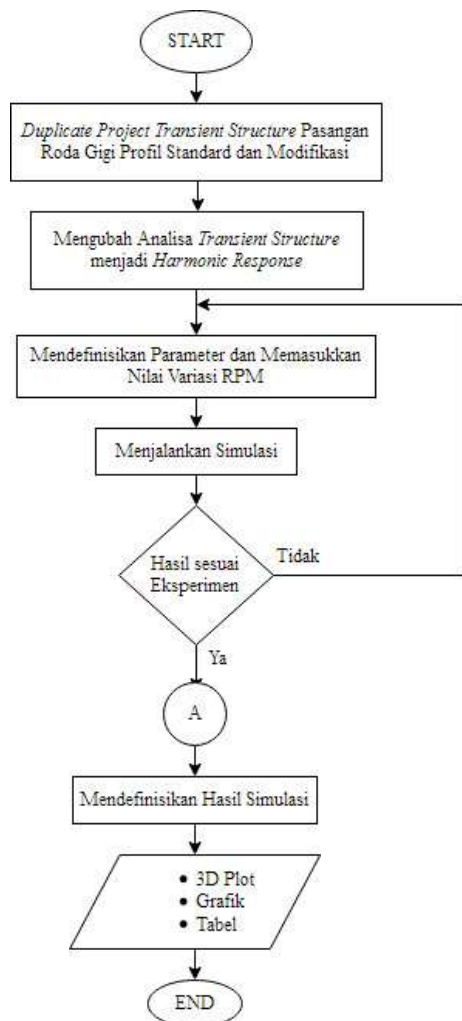 START
Duplicate Project Transient Structure Pasangan
Roda Gigi Profil Standard dan Modifikasi
Mengubah Analisa Transient Structure
menjadi Harmonic Response
Mendefinisikan Parameter dan Memasukkan
Nilai Variasi RPM
Menjalankan Simulasi
Hasil sesuai
Eksperimen
Tidak
Ya
A
Mendefinisikan Hasil Simulasi
• 3D Plot
• Grafik
• Tabel
END